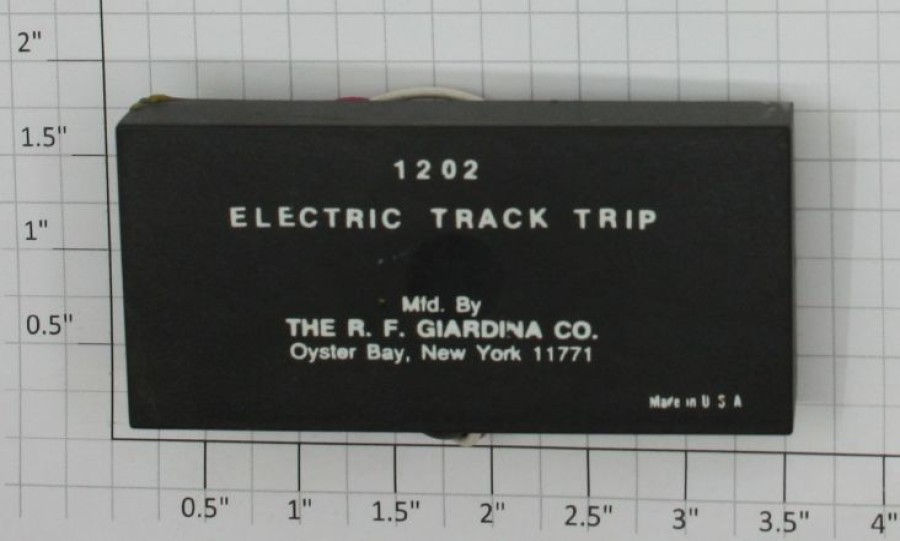 2"
1.5"
1"
0.5"
1202
ELECTRIC TRACK TRIP
Mfd. By
THE R. F. GIARDINA CO.
Oyster Bay, New York 11771
Made in U S A
0.5"
1"
1.5"
2"
2.5"
3"
3.5"
4"